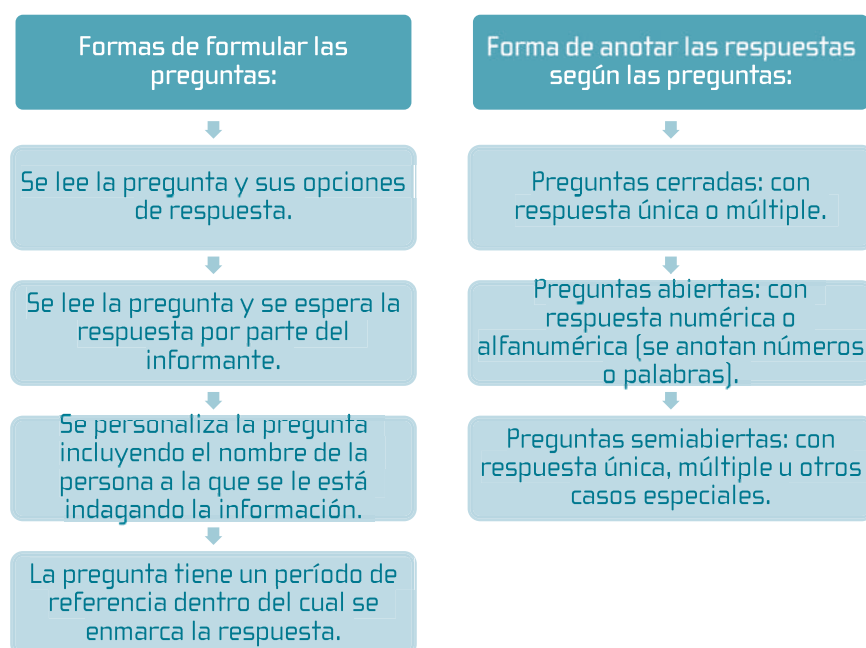 Formas de formular las
preguntas:
Se lee la pregunta y sus opciones
de respuesta.
Se lee la pregunta y se espera la
respuesta por parte del
informante.
Se personaliza la pregunta
incluyendo el nombre de la
persona a la que se le está
indagando la información.
La pregunta tiene un período de
referencia dentro del cual se
enmarca la respuesta.
Forma de anotar las respuestas
según las preguntas:
Preguntas cerradas: con
respuesta única o múltiple.
Preguntas abiertas: con
respuesta numérica o
alfanumérica (se anotan números
o palabras).
Preguntas semiabiertas: con
respuesta única, múltiple u otros
casos especiales.